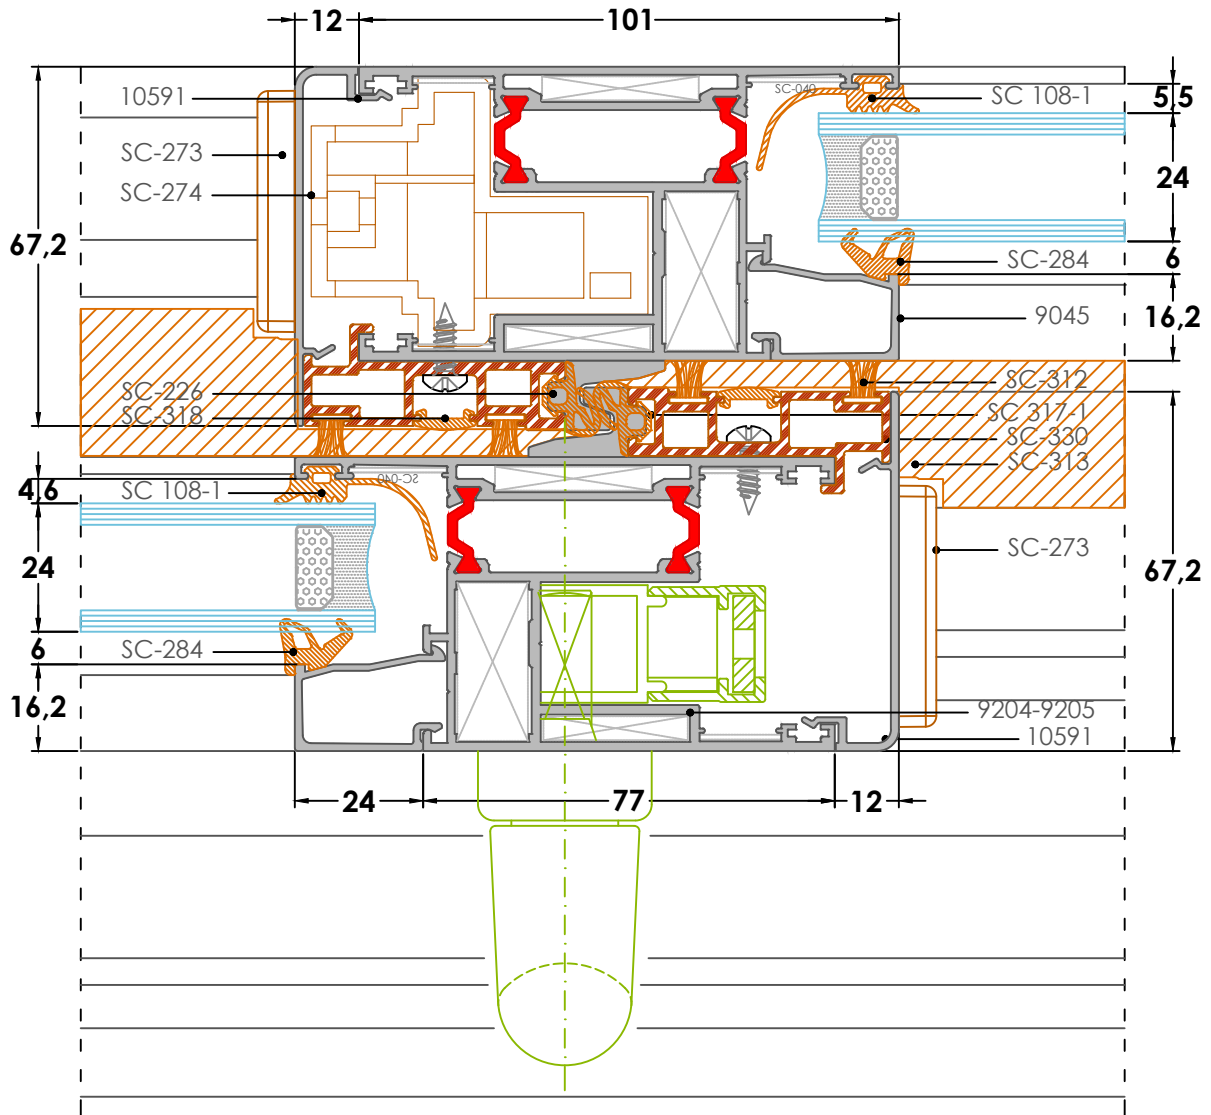 12 101
10591
SC-040
SC 108-1
5,5
SC-273
24
SC-274
67,2
SC-284
6
9045
16,2
SC-226
SC-312
SC-318
SC 317-1
SC-330
SC-313
4,6
SC 108-1
SC-040
SC-273
24
67,2
6
SC-284
16,2
9204-9205
10591
24 77 12